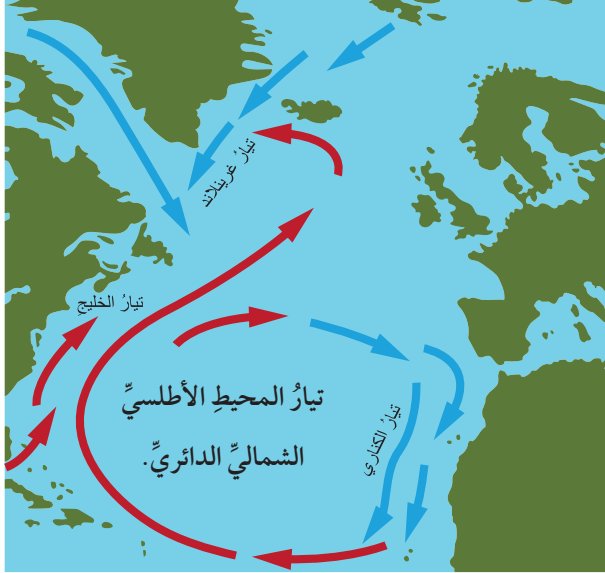 تيارُ غرينلاند
تيارُ الخليجِ
تيارُ المحيطِ الأطلسيِّ
الشماليِّ الدائريِّ.
تيارُ الكناري